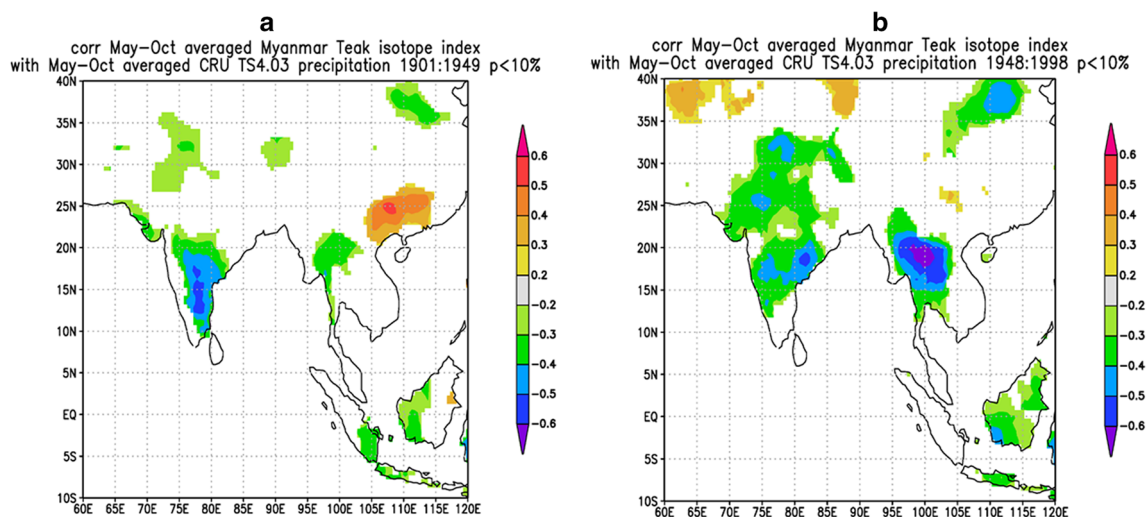 a
corr May-Oct averaged Myanmar Teak isotope index
with May-Oct averaged CRU TS4.03 precipitation 1901:1949 p<10%
40N
35N
30N
25N
20N
15N
10N
5N
EQ
5S
10S
60E 65E 70E 75E 80E 85E 90E 95E 100E 105E 110E 115E 120E
0.6
0.5
0.4
0.3
0.2
-0.2
-0.3
-0.4
-0.5
-0.6
b
corr May-Oct averaged Myanmar Teak isotope index
with May-Oct averaged CRU TS4.03 precipitation 1948:1998 p<10%
40N
35N
30N
25N
20N
15N
10N
5N
EQ
5S
10S
60E 65E 70E 75E 80E 85E 90E 95E 100E 105E 110E 115E 120E
0.6
0.5
0.4
0.3
0.2
-0.2
-0.3
-0.4
-0.5
-0.6